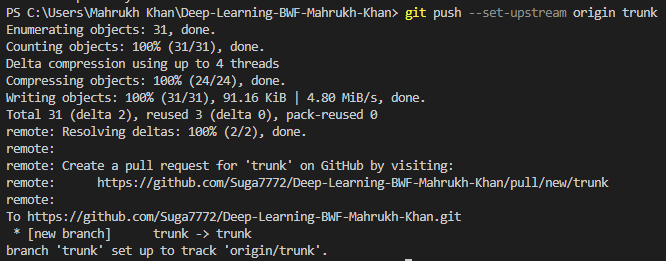 PS C:\Users\Mahrukh Khan\Deep-Learning-BWF-Mahrukh-Khan> git push --set-upstream origin trunk
Enumerating objects: 31, done.
Counting objects: 100% (31/31), done.
Delta compression using up to 4 threads
Compressing objects: 100% (24/24), done.
Writing objects: 100% (31/31), 91.16 KiB | 4.80 MiB/s, done.
Total 31 (delta 2), reused 3 (delta 0), pack-reused 0
remote: Resolving deltas: 100% (2/2), done.
remote:
remote: Create a pull request for 'trunk' on GitHub by visiting:
remote:      https://github.com/Suga7772/Deep-Learning-BWF-Mahrukh-Khan/pull/new/trunk
remote:
To https://github.com/Suga7772/Deep-Learning-BWF-Mahrukh-Khan.git
 * [new branch]      trunk -> trunk
branch 'trunk' set up to track 'origin/trunk'.